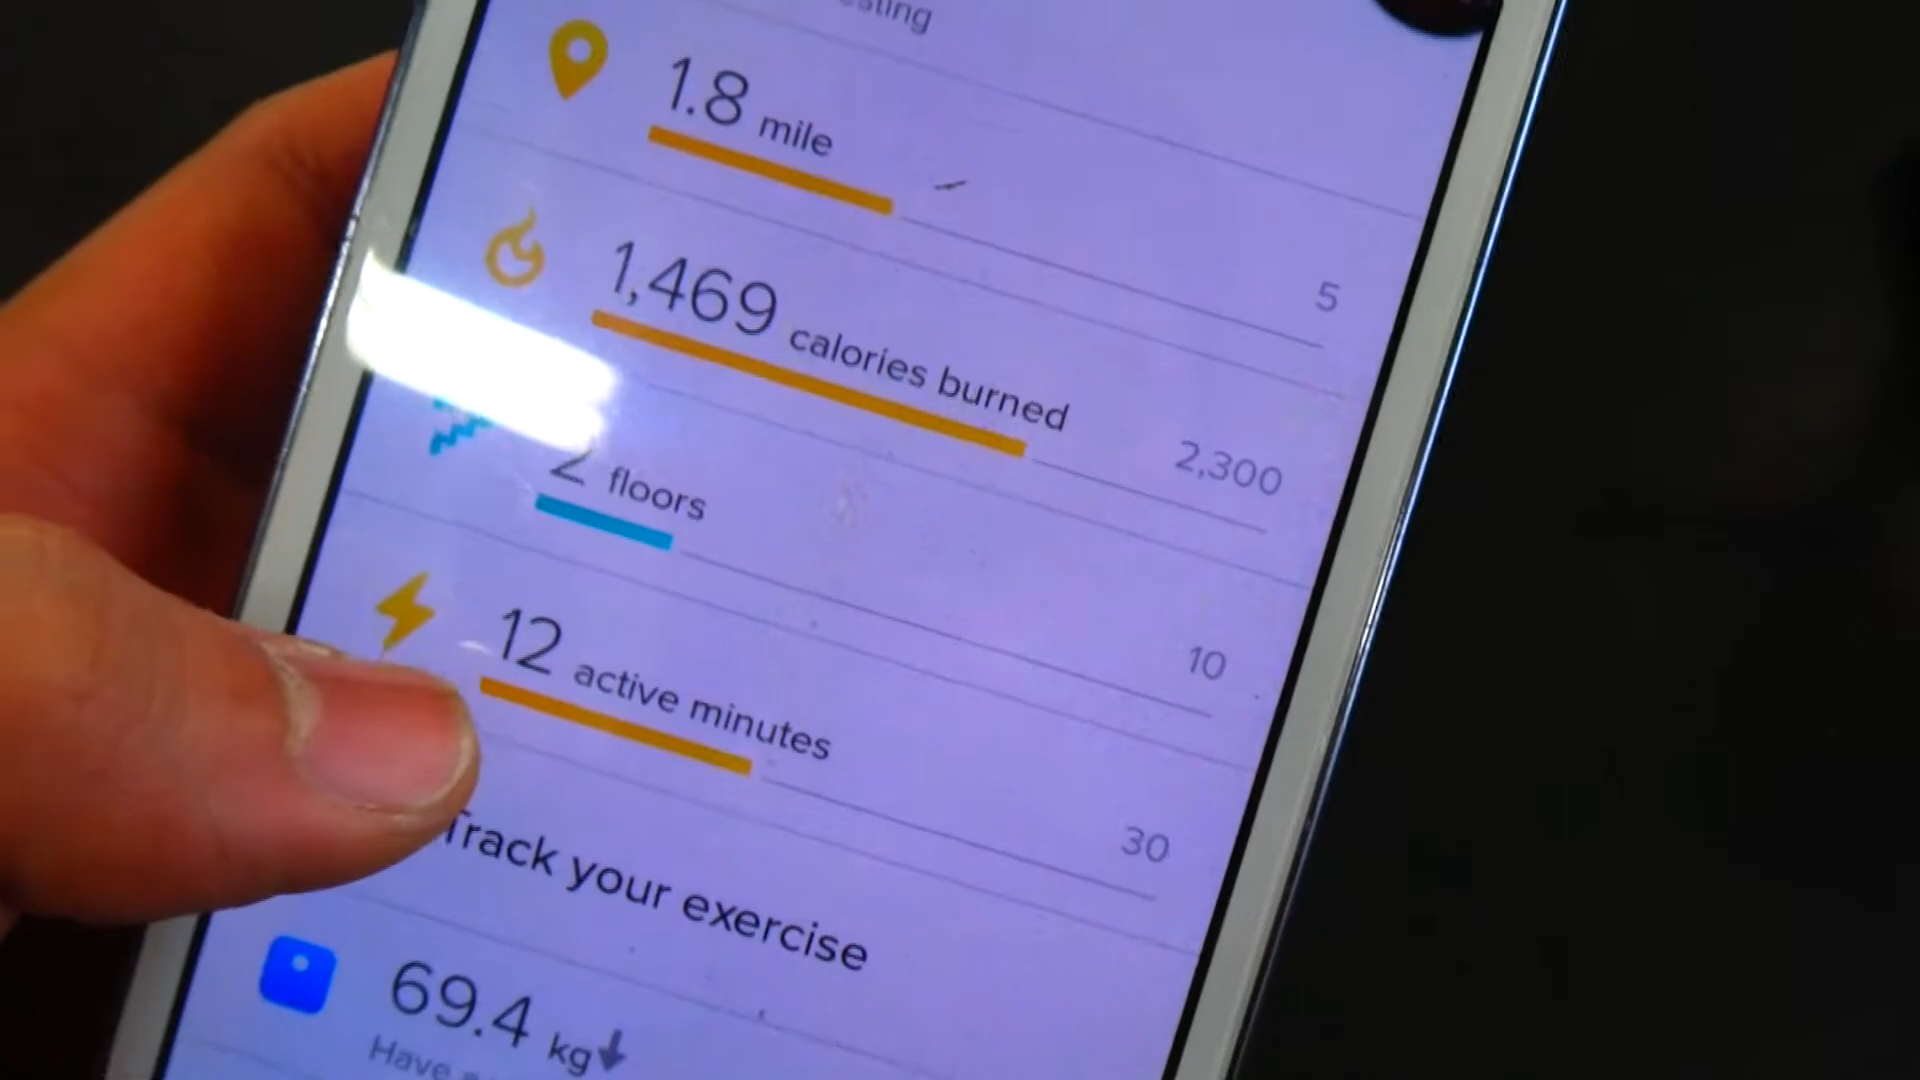 1.8 mile
5
1,469 calories burned
2,300
2 floors
10
12 active minutes
30
Track your exercise
69.4 kg
Have